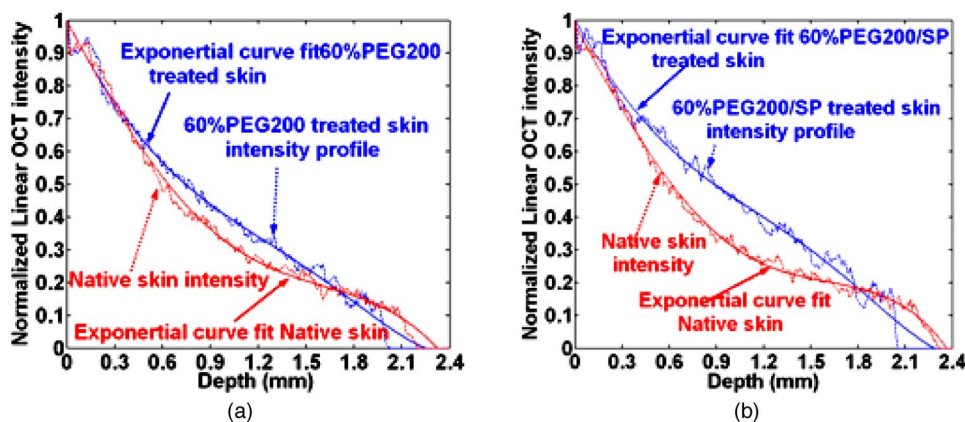 Normalized Linear OCT intensity
1
0.9
0.8
0.7
0.6
0.5
0.4
0.3
0.2
0.1
0
Exponertial curve fit60%PEG200
treated skin
60%PEG200 treated skin
intensity profile
Native skin intensity
Exponertial curve fit Native skin
0 0.3 0.6 0.9 1.2 1.5 1.8 2.1 2.4
Depth (mm)
(a)
Normalized Linear OCT intensity
1
0.9
0.8
0.7
0.6
0.5
0.4
0.3
0.2
0.1
0
Exponertial curve fit 60%PEG200/SP
treated skin
60%PEG200/SP treated skin
intensity profile
Native skin
intensity
Exponertial curve fit
Native skin
0 0.3 0.6 0.9 1.2 1.5 1.8 2.1 2.4
Depth (mm)
(b)